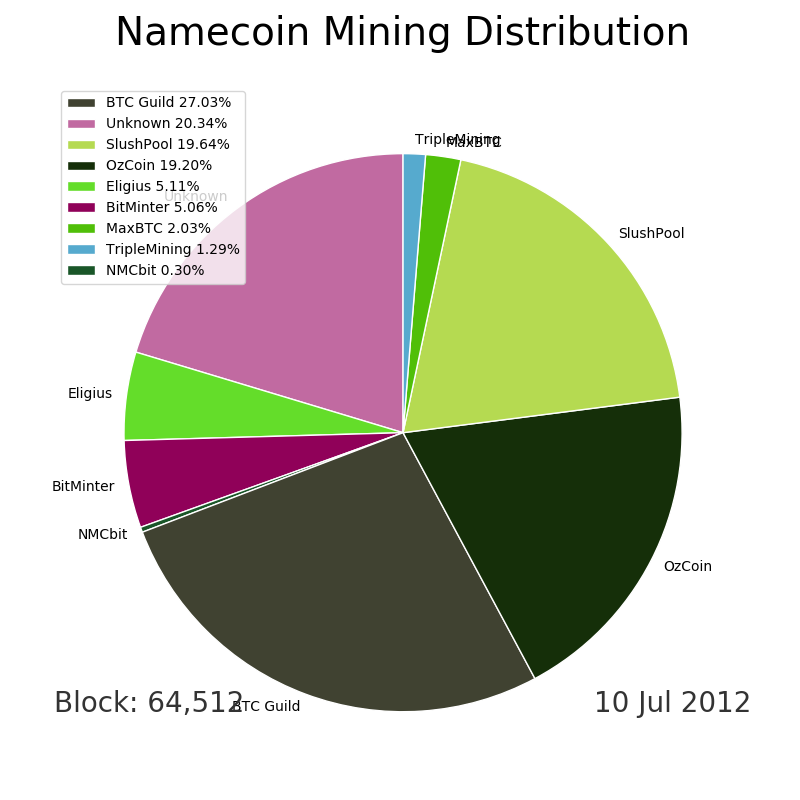 Namecoin Mining Distribution
BTC Guild 27.03%
Unknown 20.34%
SlushPool 19.64%
OzCoin 19.20%
Eligius 5.11%
BitMinter 5.06%
MaxBTC 2.03%
TripleMining 1.29%
NMCbit 0.30%
TripleMining
MaxBTC
Unknown
SlushPool
Eligius
BitMinter
NMCbit
OzCoin
BTC Guild
Block: 64,512
10 Jul 2012